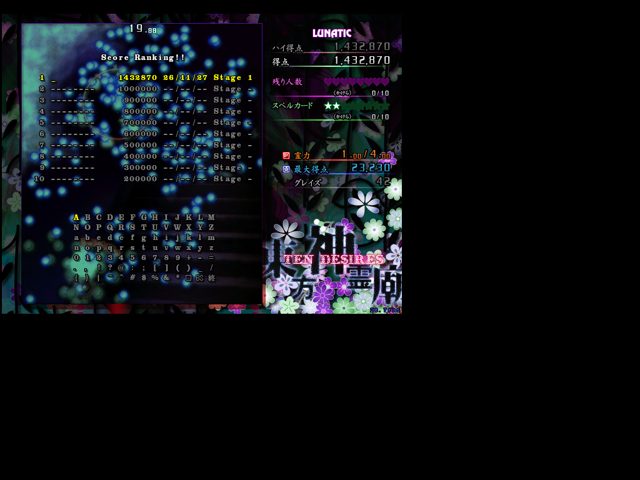 19.88
Score Ranking!!
1 _ 1432870 26/11/27 Stage 1
2 -------- 1000000 --/--/-- Stage -
3 -------- 900000 --/--/-- Stage -
4 -------- 800000 --/--/-- Stage -
5 -------- 700000 --/--/-- Stage -
6 -------- 600000 --/--/-- Stage -
7 -------- 500000 --/--/-- Stage -
8 -------- 400000 --/--/-- Stage -
9 -------- 300000 --/--/-- Stage -
10 -------- 200000 --/--/-- Stage -
A B C D E F G H I J K L M
N O P Q R S T U V W X Y Z
a b c d e f g h i j k l m
n o p q r s t u v w x y z
0 1 2 3 4 5 6 7 8 9 + - =
LUNATIC
ハイ得点 1,432,870
得点 1,432,870
残り人数
0/10
スペルカード ★★
0/10
霊力 1.00/4.00
最大得点 23,230
グレイズ 42
東方神霊廟
TEN DESIRES